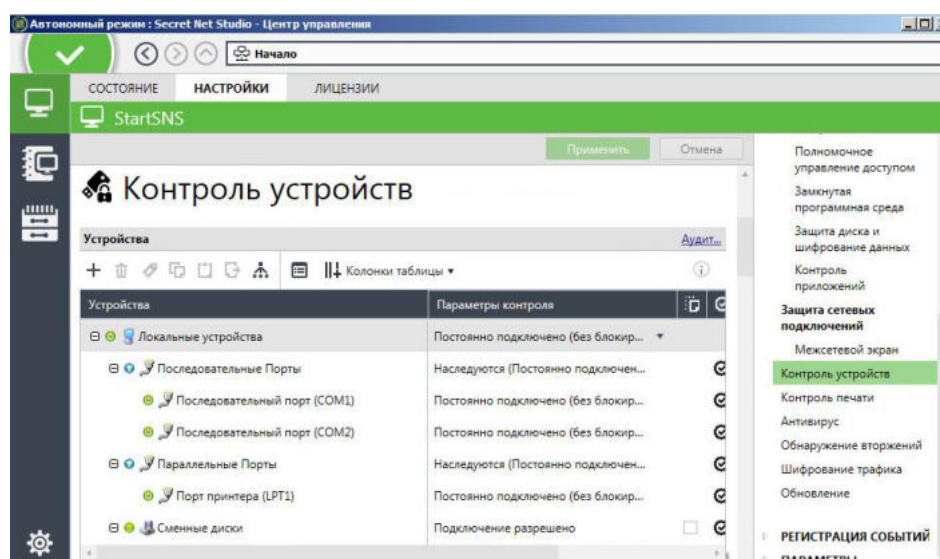 Автономный режим : Secret Net Studio - Центр управления
Начало
СОСТОЯНИЕ НАСТРОЙКИ ЛИЦЕНЗИИ
StartSNS
Применить Отмена
Контроль устройств
Устройства Аудит...
Колонки таблицы
Устройства Параметры контроля
Локальные устройства Постоянно подключено (без блокир...
Последовательные Порты Наследуются (Постоянно подключен...
Последовательный порт (COM1) Постоянно подключено (без блокир...
Последовательный порт (COM2) Постоянно подключено (без блокир...
Параллельные Порты Наследуются (Постоянно подключен...
Порт принтера (LPT1) Постоянно подключено (без блокир...
Сменные диски Подключение разрешено
Полномочное
управление доступом
Замкнутая
программная среда
Защита диска и
шифрование данных
Контроль
приложений
Защита сетевых
подключений
Межсетевой экран
Контроль устройств
Контроль печати
Антивирус
Обнаружение вторжений
Шифрование трафика
Обновление
РЕГИСТРАЦИЯ СОБЫТИЙ